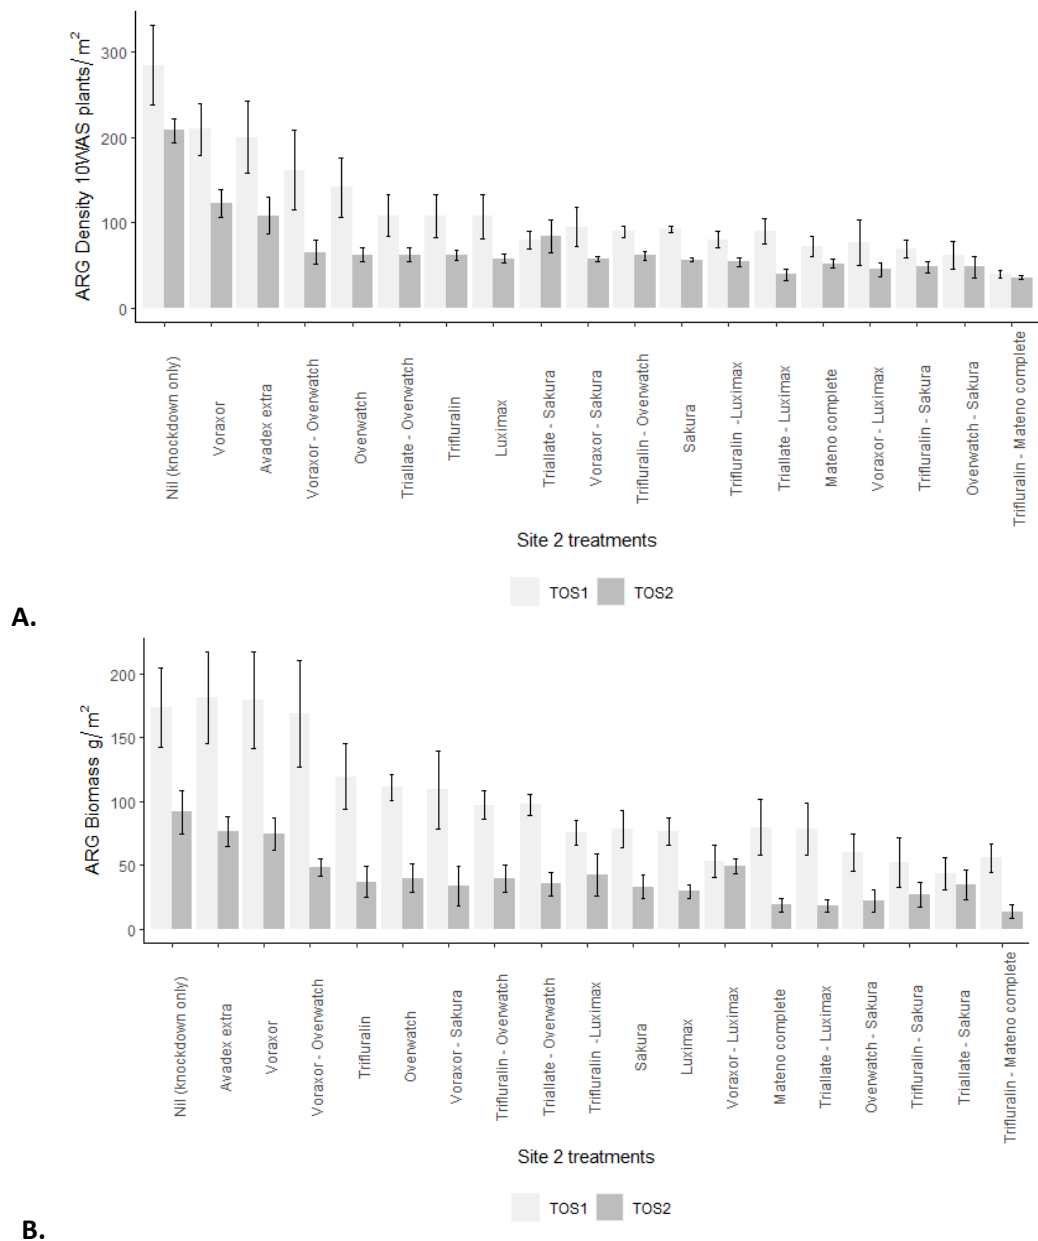 ARG Density 10WAS plants/ m²
300
200
100
0
Nil (knockdown only)
Voraxor
Avadex extra
Voraxor - Overwatch
Overwatch
Triallate - Overwatch
Trifluralin
Luximax
Triallate - Sakura
Voraxor - Sakura
Trifluralin - Overwatch
Sakura
Trifluralin -Luximax
Triallate - Luximax
Mateno complete
Voraxor - Luximax
Trifluralin - Sakura
Overwatch - Sakura
Trifluralin - Mateno complete
Site 2 treatments
TOS1 TOS2
A.
ARG Biomass g/ m²
200
150
100
50
0
Nil (knockdown only)
Avadex extra
Voraxor
Voraxor - Overwatch
Trifluralin
Overwatch
Voraxor - Sakura
Trifluralin - Overwatch
Triallate - Overwatch
Trifluralin -Luximax
Sakura
Luximax
Voraxor - Luximax
Mateno complete
Triallate - Luximax
Overwatch - Sakura
Trifluralin - Sakura
Triallate - Sakura
Trifluralin - Mateno complete
Site 2 treatments
TOS1 TOS2
B.